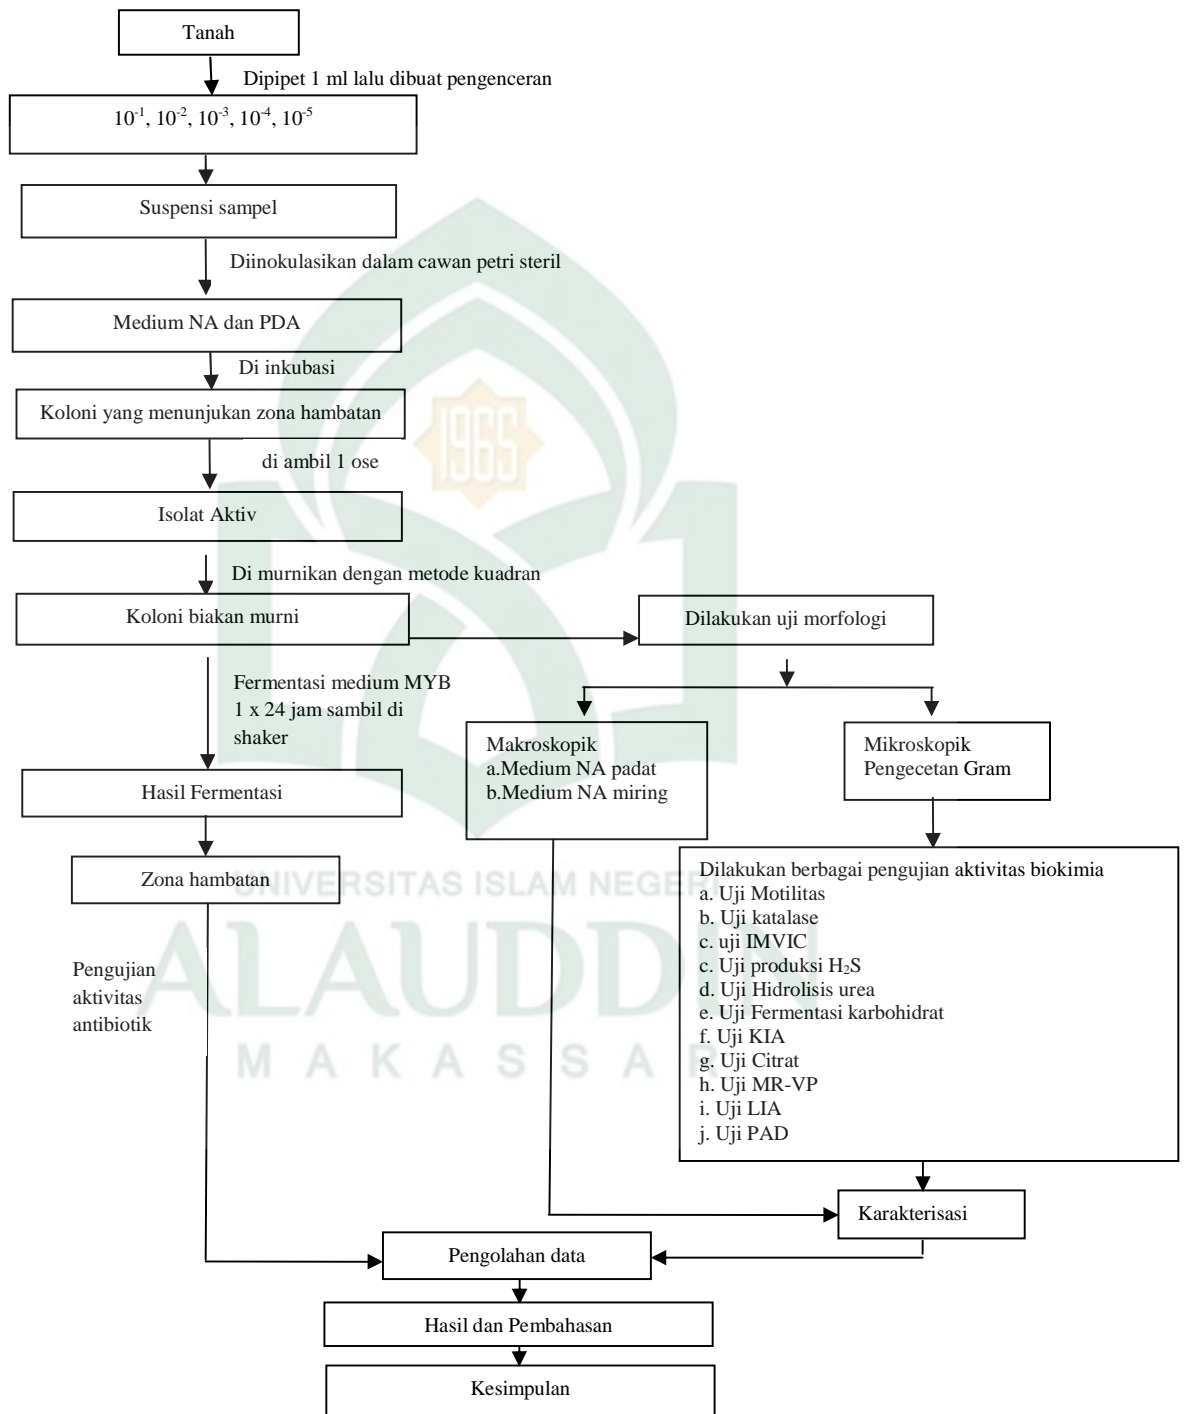 Tanah
Dipipet 1 ml lalu dibuat pengenceran
10⁻¹, 10⁻², 10⁻³, 10⁻⁴, 10⁻⁵
Suspensi sampel
Diinokulasikan dalam cawan petri steril
Medium NA dan PDA
Di inkubasi
Koloni yang menunjukan zona hambatan
di ambil 1 ose
Isolat Aktiv
Di murnikan dengan metode kuadran
Koloni biakan murni
Dilakukan uji morfologi
Fermentasi medium MYB
1 x 24 jam sambil di
shaker
Makroskopik
a.Medium NA padat
b.Medium NA miring
Mikroskopik
Pengecetan Gram
Hasil Fermentasi
Zona hambatan
Dilakukan berbagai pengujian aktivitas biokimia
a. Uji Motilitas
b. Uji katalase
c. uji IMVIC
c. Uji produksi H₂S
d. Uji Hidrolisis urea
e. Uji Fermentasi karbohidrat
f. Uji KIA
g. Uji Citrat
h. Uji MR-VP
i. Uji LIA
j. Uji PAD
Pengujian
aktivitas
antibiotik
Karakterisasi
Pengolahan data
Hasil dan Pembahasan
Kesimpulan
1965
UNIVERSITAS ISLAM NEGERI
ALAUDDIN
MAKASSAR